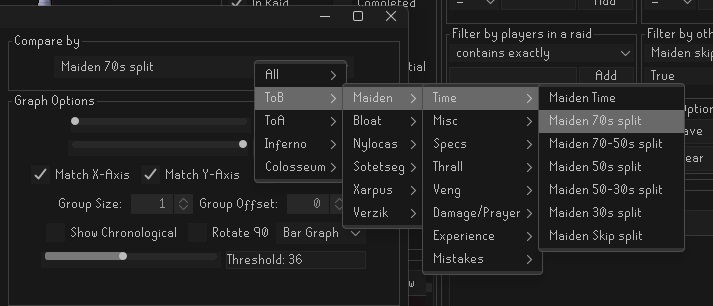 In Raid
Completed
Add
Compare by
Maiden 70s split
Graph Options
Match X-Axis
Match Y-Axis
Group Size: 1
Group Offset: 0
Show Chronological
Rotate 90
Bar Graph
Threshold: 36
All
ToB
ToA
Inferno
Colosseum
Maiden
Bloat
Nylocas
Sotetseg
Xarpus
Verzik
Time
Misc
Specs
Thrall
Veng
Damage/Prayer
Experience
Mistakes
Maiden Time
Maiden 70s split
Maiden 70-50s split
Maiden 50s split
Maiden 50-30s split
Maiden 30s split
Maiden Skip split
Filter by players in a raid
contains exactly
Add
Filter by oth
Maiden skip
True